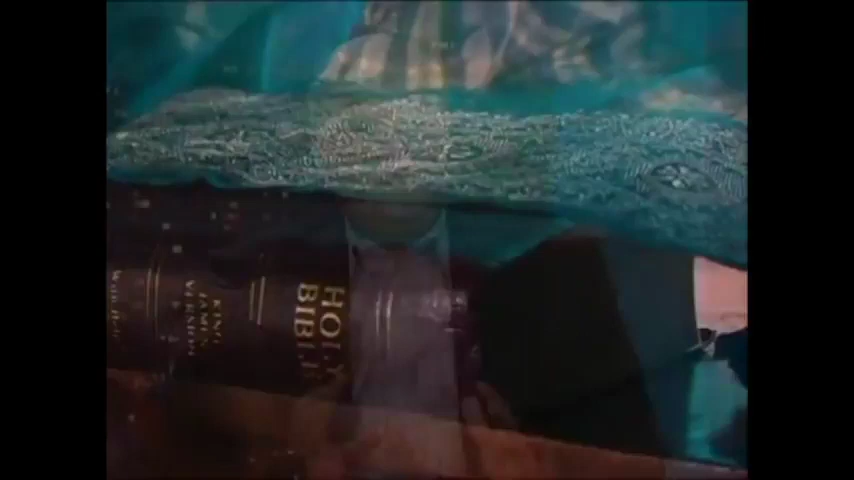 HOLY
BIBLE
KING
JAMES
VERSION